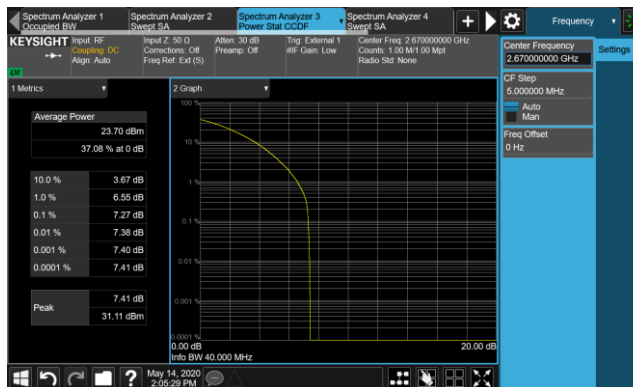 Spectrum Analyzer 1
Occupied BW
Spectrum Analyzer 2
Swept SA
Spectrum Analyzer 3
Power Stat CCDF
Spectrum Analyzer 4
Swept SA
Frequency
KEYSIGHT
Input: RF
Coupling: DC
Align: Auto
Input Z: 50 Ω
Corrections: Off
Freq Ref: Ext (S)
Atten: 30 dB
Preamp: Off
Trig: External 1
#IF Gain: Low
Center Freq: 2.670000000 GHz
Counts: 1.00 M/1.00 Mpt
Radio Std: None
Center Frequency
2.670000000 GHz
Settings
CF Step
5.000000 MHz
Auto
Man
Freq Offset
0 Hz
1 Metrics
Average Power
23.70 dBm
37.08 % at 0 dB
10.0 % 3.67 dB
1.0 % 6.55 dB
0.1 % 7.27 dB
0.01 % 7.38 dB
0.001 % 7.40 dB
0.0001 % 7.41 dB
Peak
7.41 dB
31.11 dBm
2 Graph
100 %
10 %
1 %
0.1 %
0.01 %
0.001 %
0.0001 %
0.00 dB
20.00 dB
Info BW 40.000 MHz
May 14, 2020
2:05:29 PM